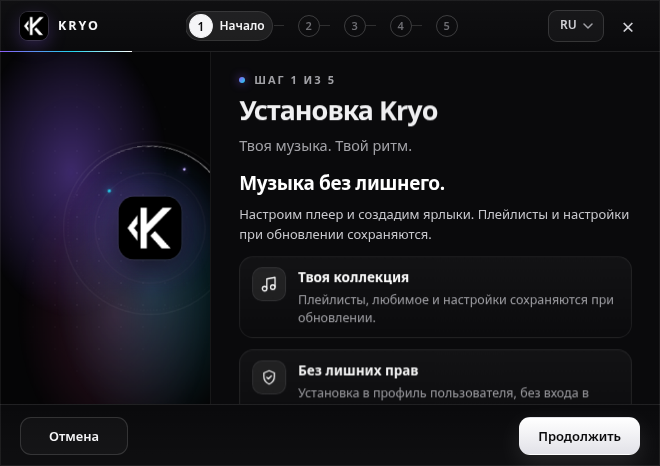 KRYO
1 Начало 2 3 4 5
RU
ШАГ 1 ИЗ 5
Установка Kryo
Твоя музыка. Твой ритм.
Музыка без лишнего.
Настроим плеер и создадим ярлыки. Плейлисты и настройки
при обновлении сохраняются.
Твоя коллекция
Плейлисты, любимое и настройки сохраняются при
обновлении.
Без лишних прав
Установка в профиль пользователя, без входа в
Отмена
Продолжить